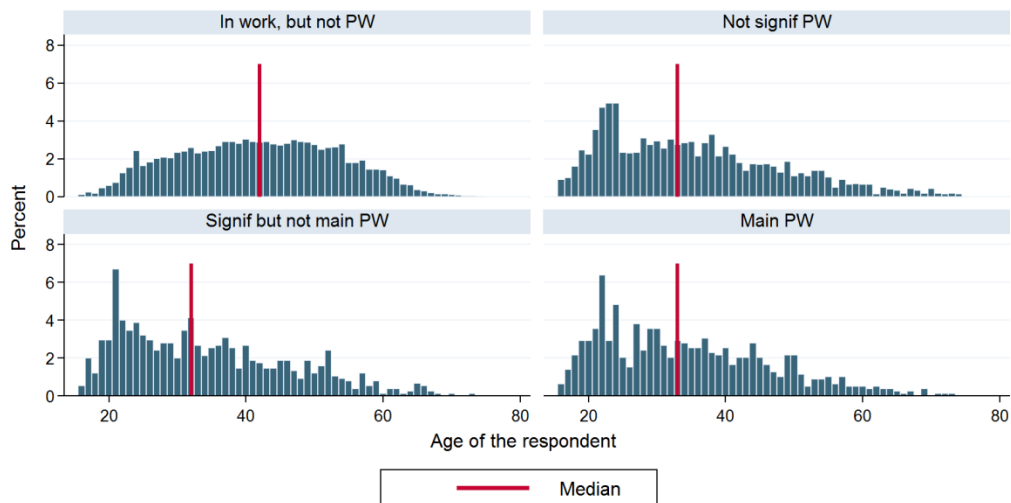 In work, but not PW
Not signif PW
8
6
4
2
0
Signif but not main PW
Main PW
8
6
4
2
0
Percent
20 40 60 80
20 40 60 80
Age of the respondent
Median